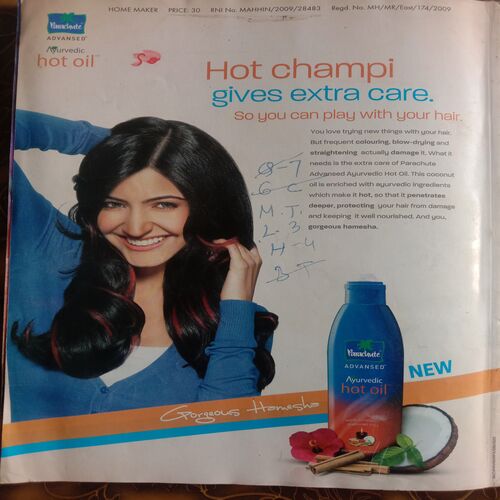 HOME MAKER PRICE: 30 RNI No. MAHHIN/2009/28483 Regd. No. MH/MR/East/174/2009
Parachute
ADVANSED
Ayurvedic
hot oil
50
Hot champi
gives extra care.
So you can play with your hair.
You love trying new things with your hair.
But frequent colouring, blow-drying and
straightening actually damage it. What it
needs is the extra care of Parachute
Advansed Ayurvedic Hot Oil. This coconut
oil is enriched with ayurvedic ingredients
which make it hot, so that it penetrates
deeper, protecting your hair from damage
and keeping it well nourished. And you,
gorgeous hamesha.
G-7
G-C
M.T.
L 3
H-4
Parachute
ADVANSED
Ayurvedic
hot oil
NEW
Gorgeous Hamesha